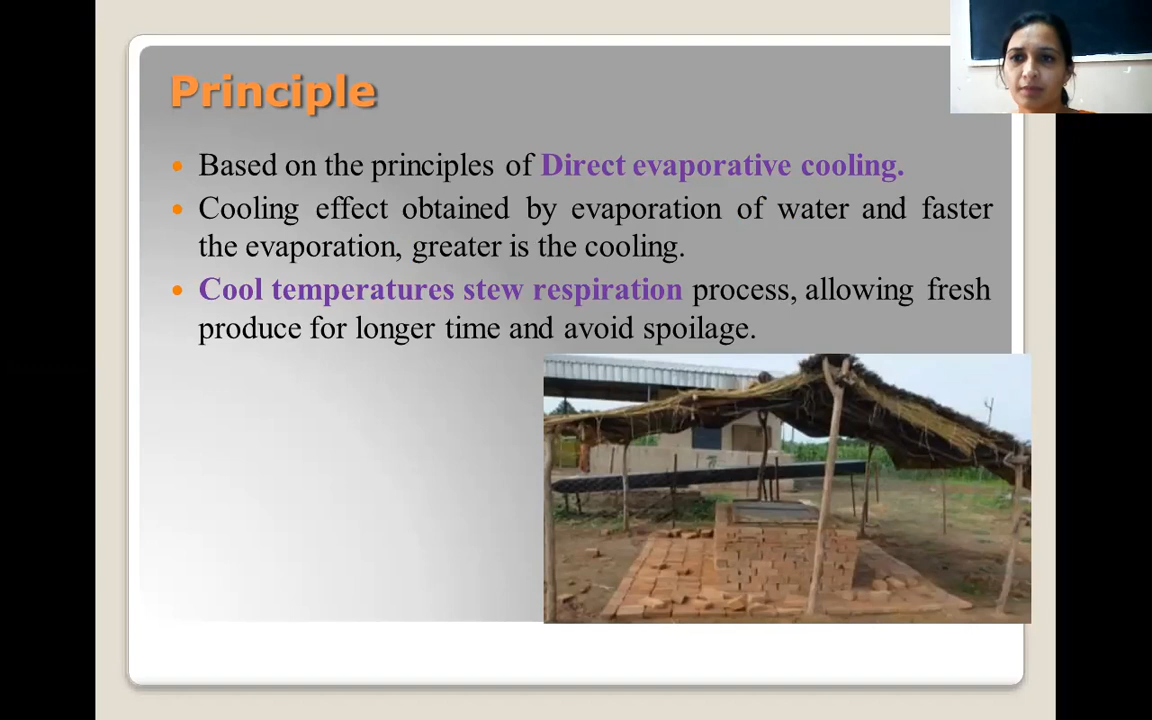 Principle
Based on the principles of Direct evaporative cooling.
Cooling effect obtained by evaporation of water and faster
the evaporation, greater is the cooling.
Cool temperatures stew respiration process, allowing fresh
produce for longer time and avoid spoilage.